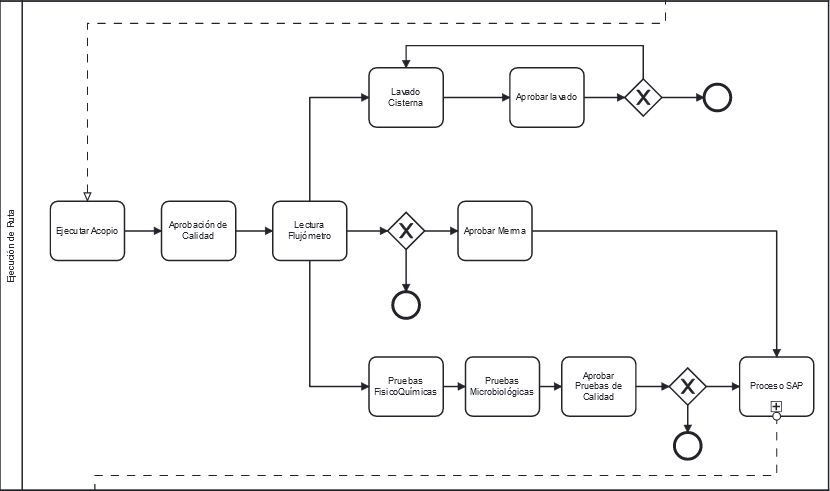 Ejecución de Ruta
Lavado
Cisterna
Aprobar lavado
X
Ejecutar Acopio
Aprobación de
Calidad
Lectura
Flujómetro
X
Aprobar Merma
Pruebas
FisicoQuímicas
Pruebas
Microbiológicas
Aprobar
Pruebas de
Calidad
X
Proceso SAP